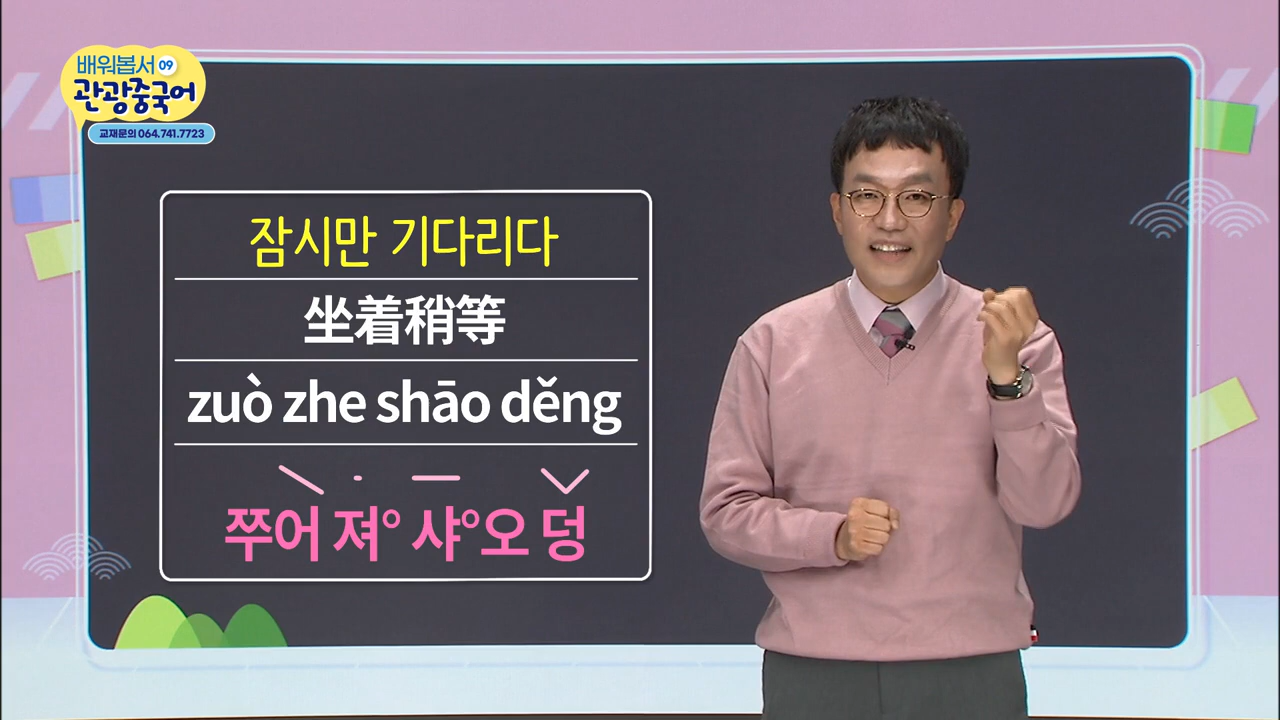 배워봅서 09
관광중국어
교재문의 064.741.7723
잠시만 기다리다
坐着稍等
zuò zhe shāo děng
쭈어 져° 샤°오 덩